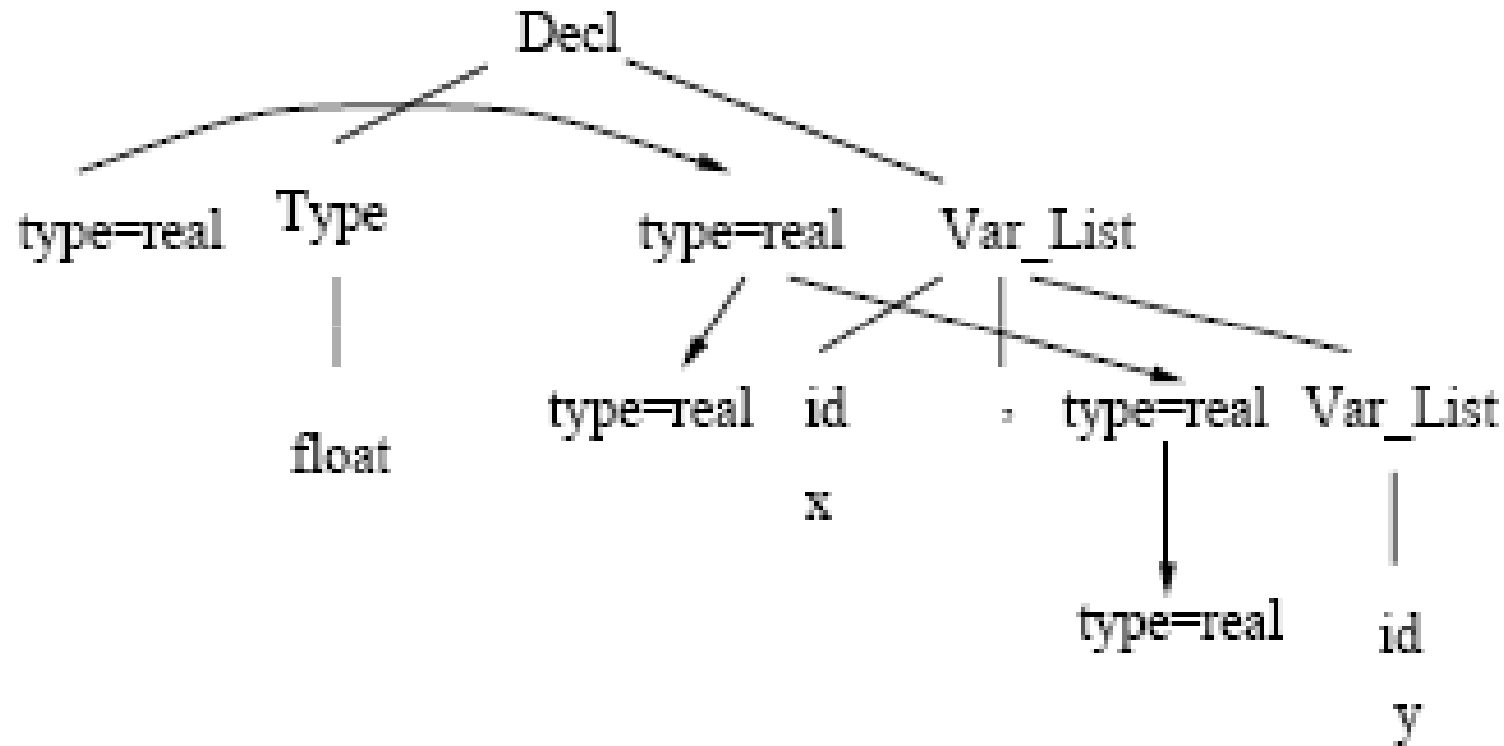 Decl
type=real Type type=real Var_List
type=real id , type=real Var_List
float
x
type=real id
y